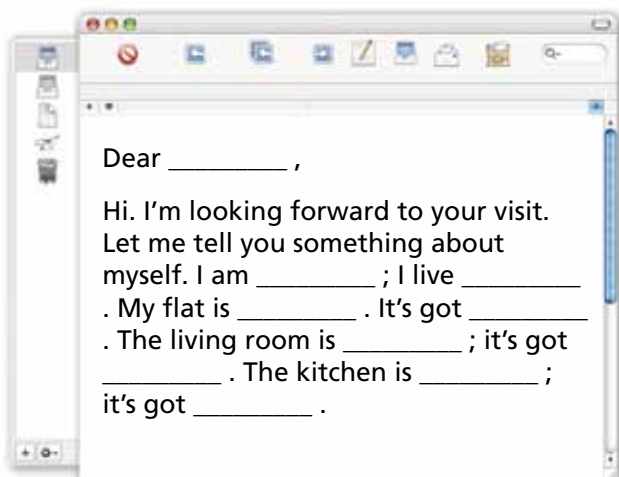 Dear _________ ,
Hi. I'm looking forward to your visit.
Let me tell you something about
myself. I am _________ ; I live _________
. My flat is _________ . It's got _________
. The living room is _________ ; it's got
_________ . The kitchen is _________ ;
it's got _________ .